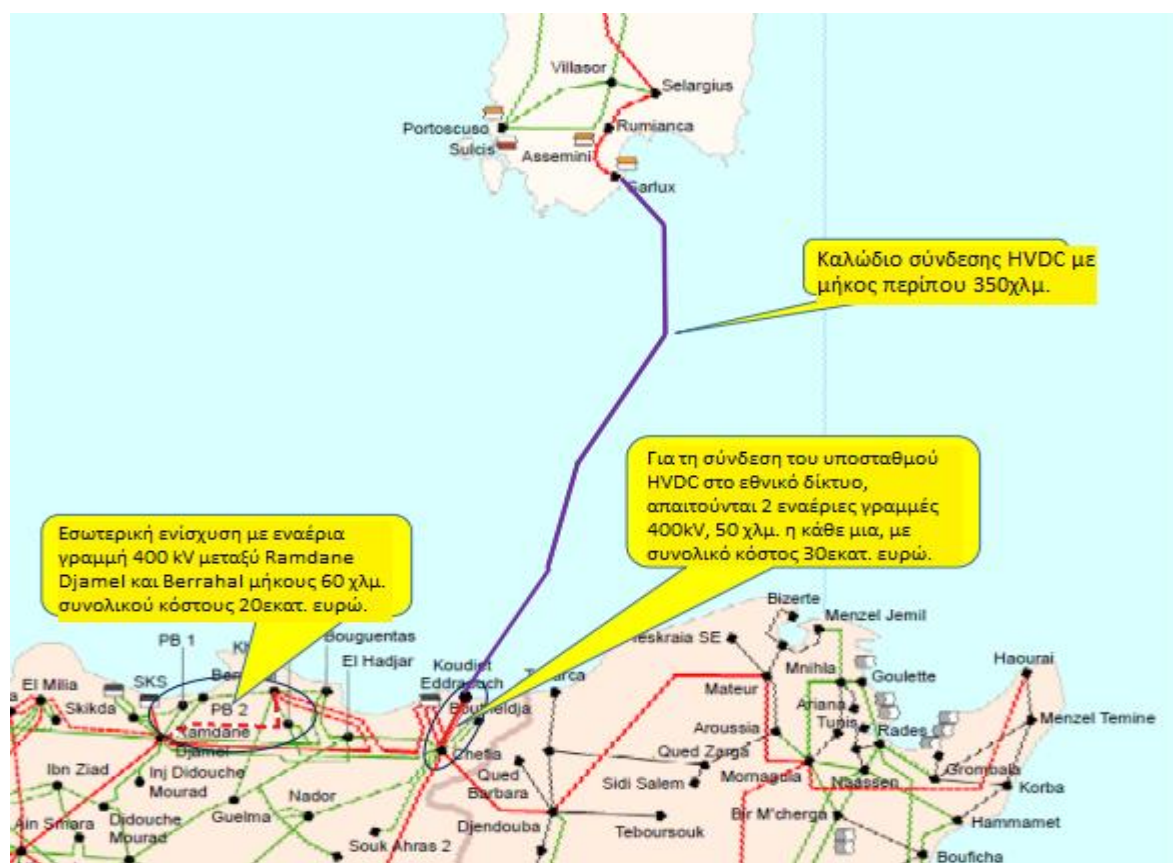 Villasor
Selargius
Portoscuso
Rumianca
Sulcis
Assemini
Sarlux
Καλώδιο σύνδεσης HVDC με
μήκος περίπου 350χλμ.
Για τη σύνδεση του υποσταθμού
HVDC στο εθνικό δίκτυο,
απαιτούνται 2 εναέριες γραμμές
400kV, 50 χλμ. η κάθε μια, με
συνολικό κόστος 30εκατ. ευρώ.
Εσωτερική ενίσχυση με εναέρια
γραμμή 400 kV μεταξύ Ramdane
Djamel και Berrahal μήκους 60 χλμ.
συνολικού κόστους 20εκατ. ευρώ.
Bizerte
Menzel Jemil
PB 1
Bouguentas
El Hadjar
Koudiet
Eddraouch
Mnihla
Goulette
Haourai
El Milia
SKS
Skikda
PB 2
Mateur
Ariana
Tunis
Menzel Temine
Aroussia
Rades
Ramdane
Djamel
Chefia
Qued Zarga
Ibn Ziad
Inj Didouche
Mourad
Qued
Barbara
Sidi Salem
Mornaguia
Naassen
Grombalia
Korba
Nador
Ain Smara
Didouche
Mourad
Guelma
Djendouba
Teboursouk
Bir M'cherga
Hammamet
Souk Ahras 2
Bouficha